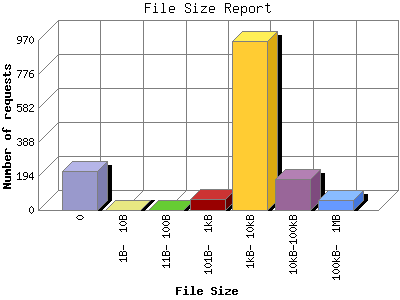 File Size Report
Number of requests
970
776
582
388
194
0
0
1B- 10B
11B- 100B
101B- 1kB
1kB- 10kB
10kB-100kB
100kB- 1MB
File Size